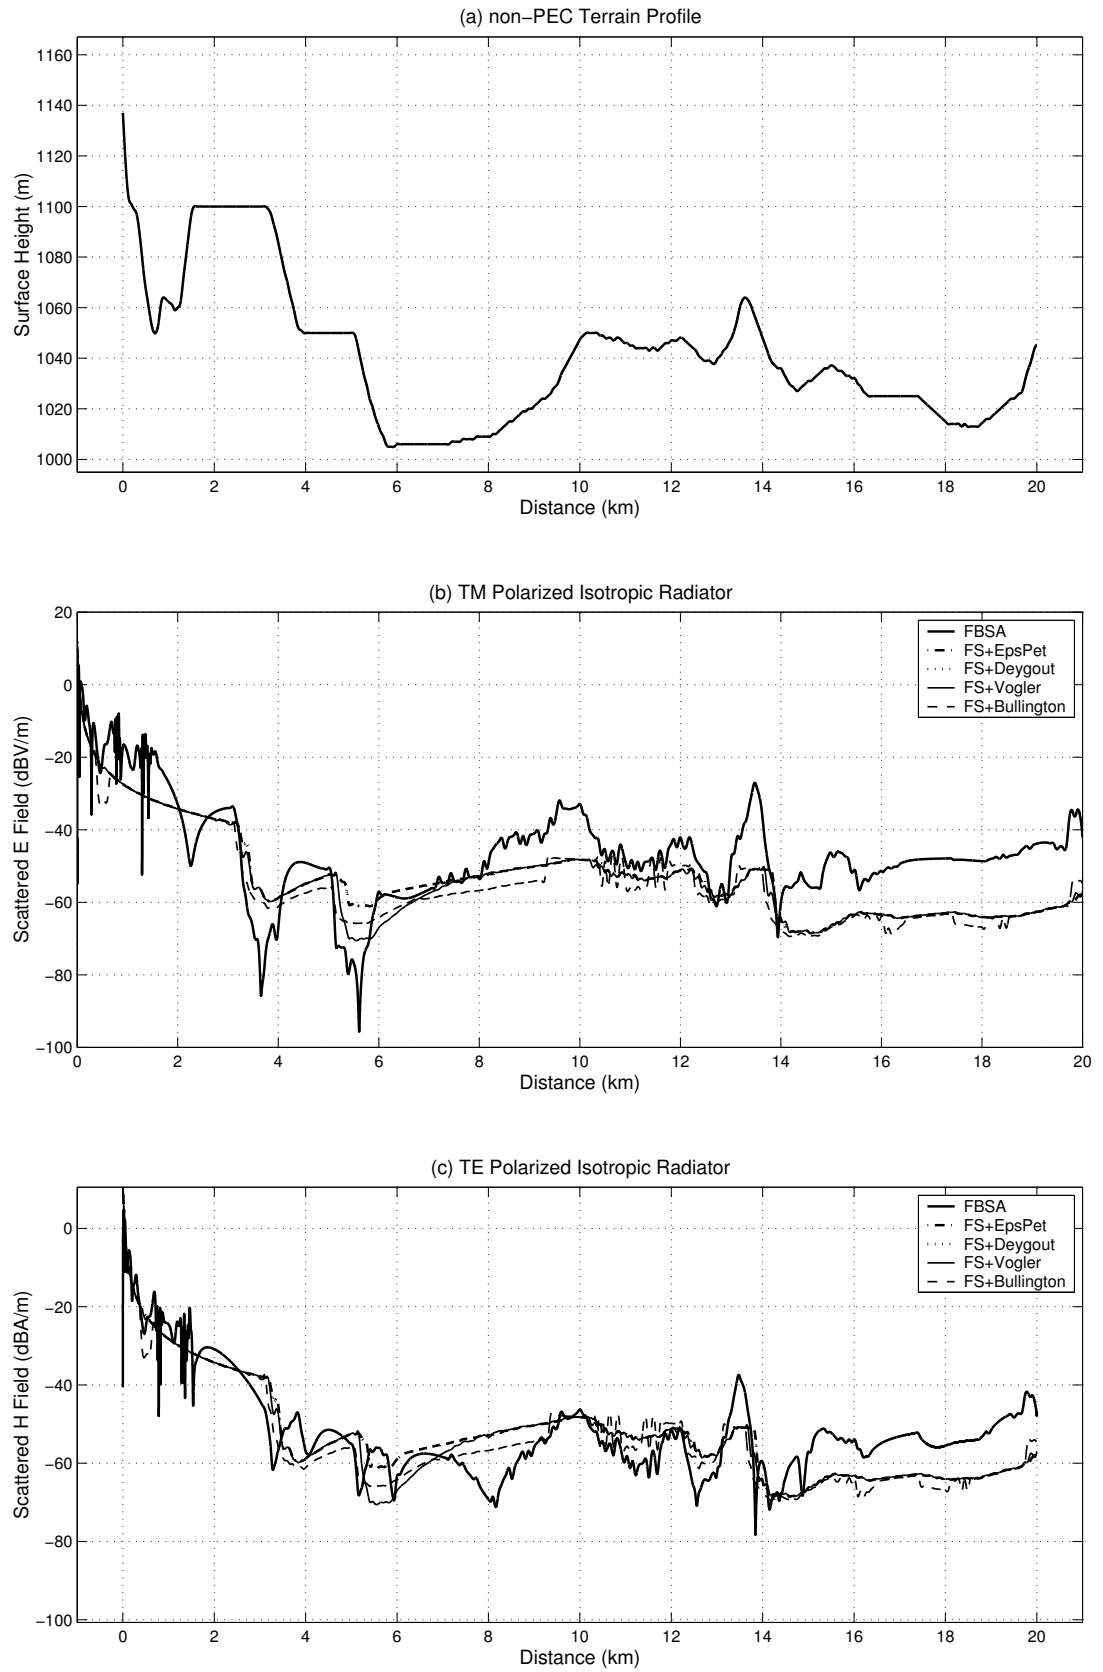 (a) non−PEC Terrain Profile
1160
1140
1120
1100
1080
1060
1040
1020
1000
Surface Height (m)
0 2 4 6 8 10 12 14 16 18 20
Distance (km)
(b) TM Polarized Isotropic Radiator
20
0
−20
−40
−60
−80
−100
Scattered E Field (dBV/m)
FBSA
FS+EpsPet
FS+Deygout
FS+Vogler
FS+Bullington
0 2 4 6 8 10 12 14 16 18 20
Distance (km)
(c) TE Polarized Isotropic Radiator
0
−20
−40
−60
−80
−100
Scattered H Field (dBA/m)
FBSA
FS+EpsPet
FS+Deygout
FS+Vogler
FS+Bullington
0 2 4 6 8 10 12 14 16 18 20
Distance (km)